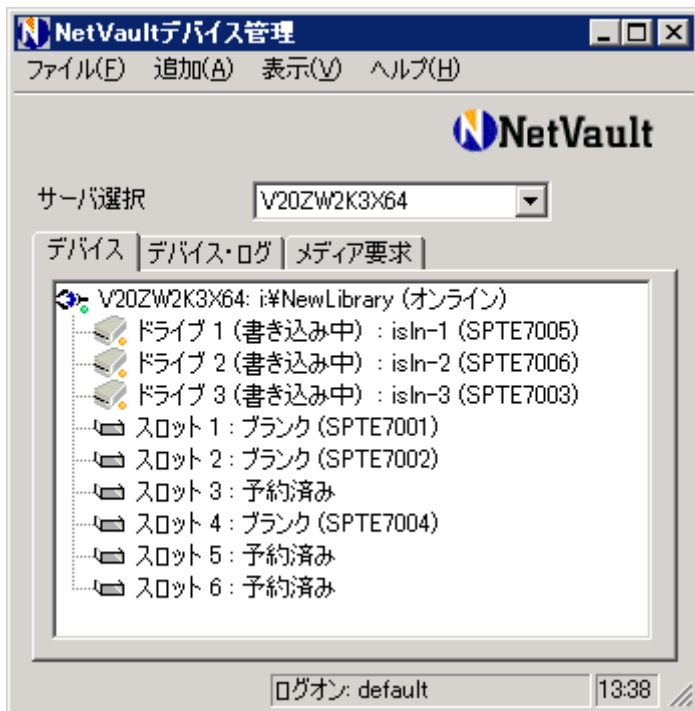 NetVaultデバイス管理
ファイル(F) 追加(A) 表示(V) ヘルプ(H)
NetVault
サーバ選択 V20ZW2K3X64
デバイス デバイス・ログ メディア要求
V20ZW2K3X64: i:¥NewLibrary (オンライン)
ドライブ 1 (書き込み中) : isln-1 (SPTE7005)
ドライブ 2 (書き込み中) : isln-2 (SPTE7006)
ドライブ 3 (書き込み中) : isln-3 (SPTE7003)
スロット 1 : ブランク (SPTE7001)
スロット 2 : ブランク (SPTE7002)
スロット 3 : 予約済み
スロット 4 : ブランク (SPTE7004)
スロット 5 : 予約済み
スロット 6 : 予約済み
ログオン: default 13:38